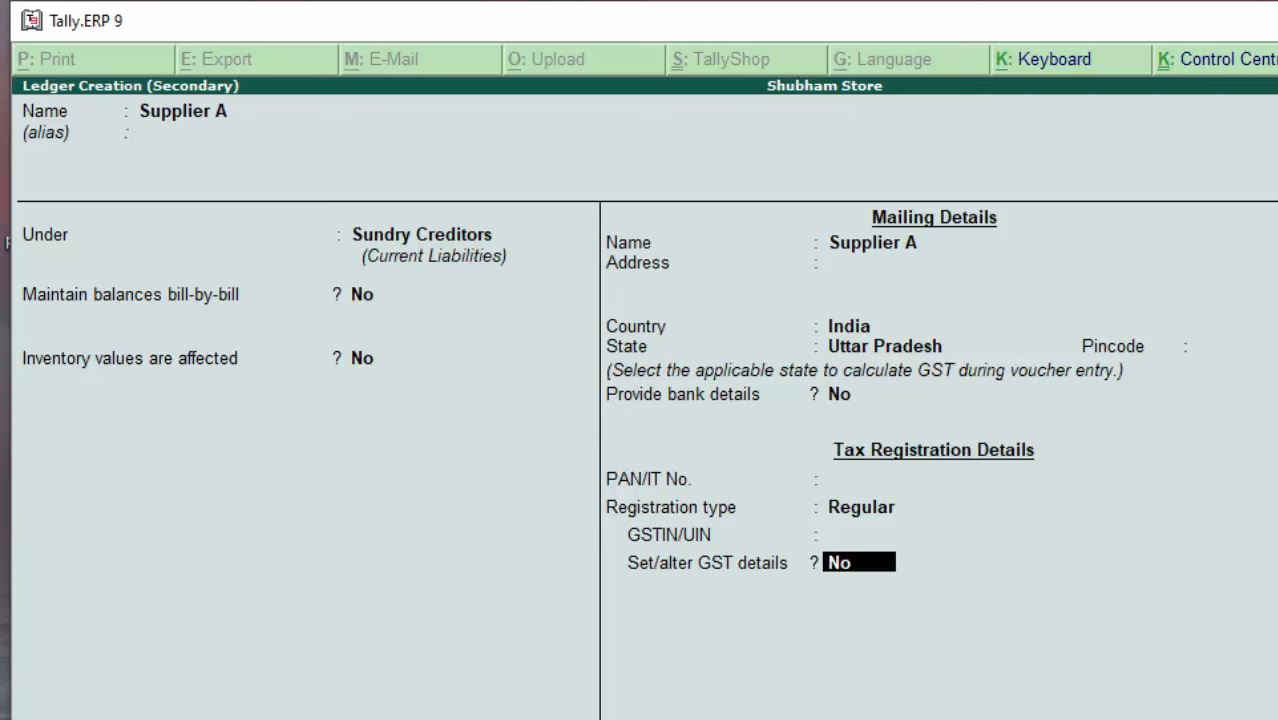 Tally.ERP 9
P: Print E: Export M: E-Mail O: Upload S: TallyShop G: Language K: Keyboard K: Control Cent
Ledger Creation (Secondary) Shubham Store
Name : Supplier A
(alias) :
Under : Sundry Creditors
(Current Liabilities)
Maintain balances bill-by-bill ? No
Inventory values are affected ? No
Mailing Details
Name : Supplier A
Address :
Country : India
State : Uttar Pradesh Pincode :
(Select the applicable state to calculate GST during voucher entry.)
Provide bank details ? No
Tax Registration Details
PAN/IT No. :
Registration type : Regular
GSTIN/UIN :
Set/alter GST details ? No